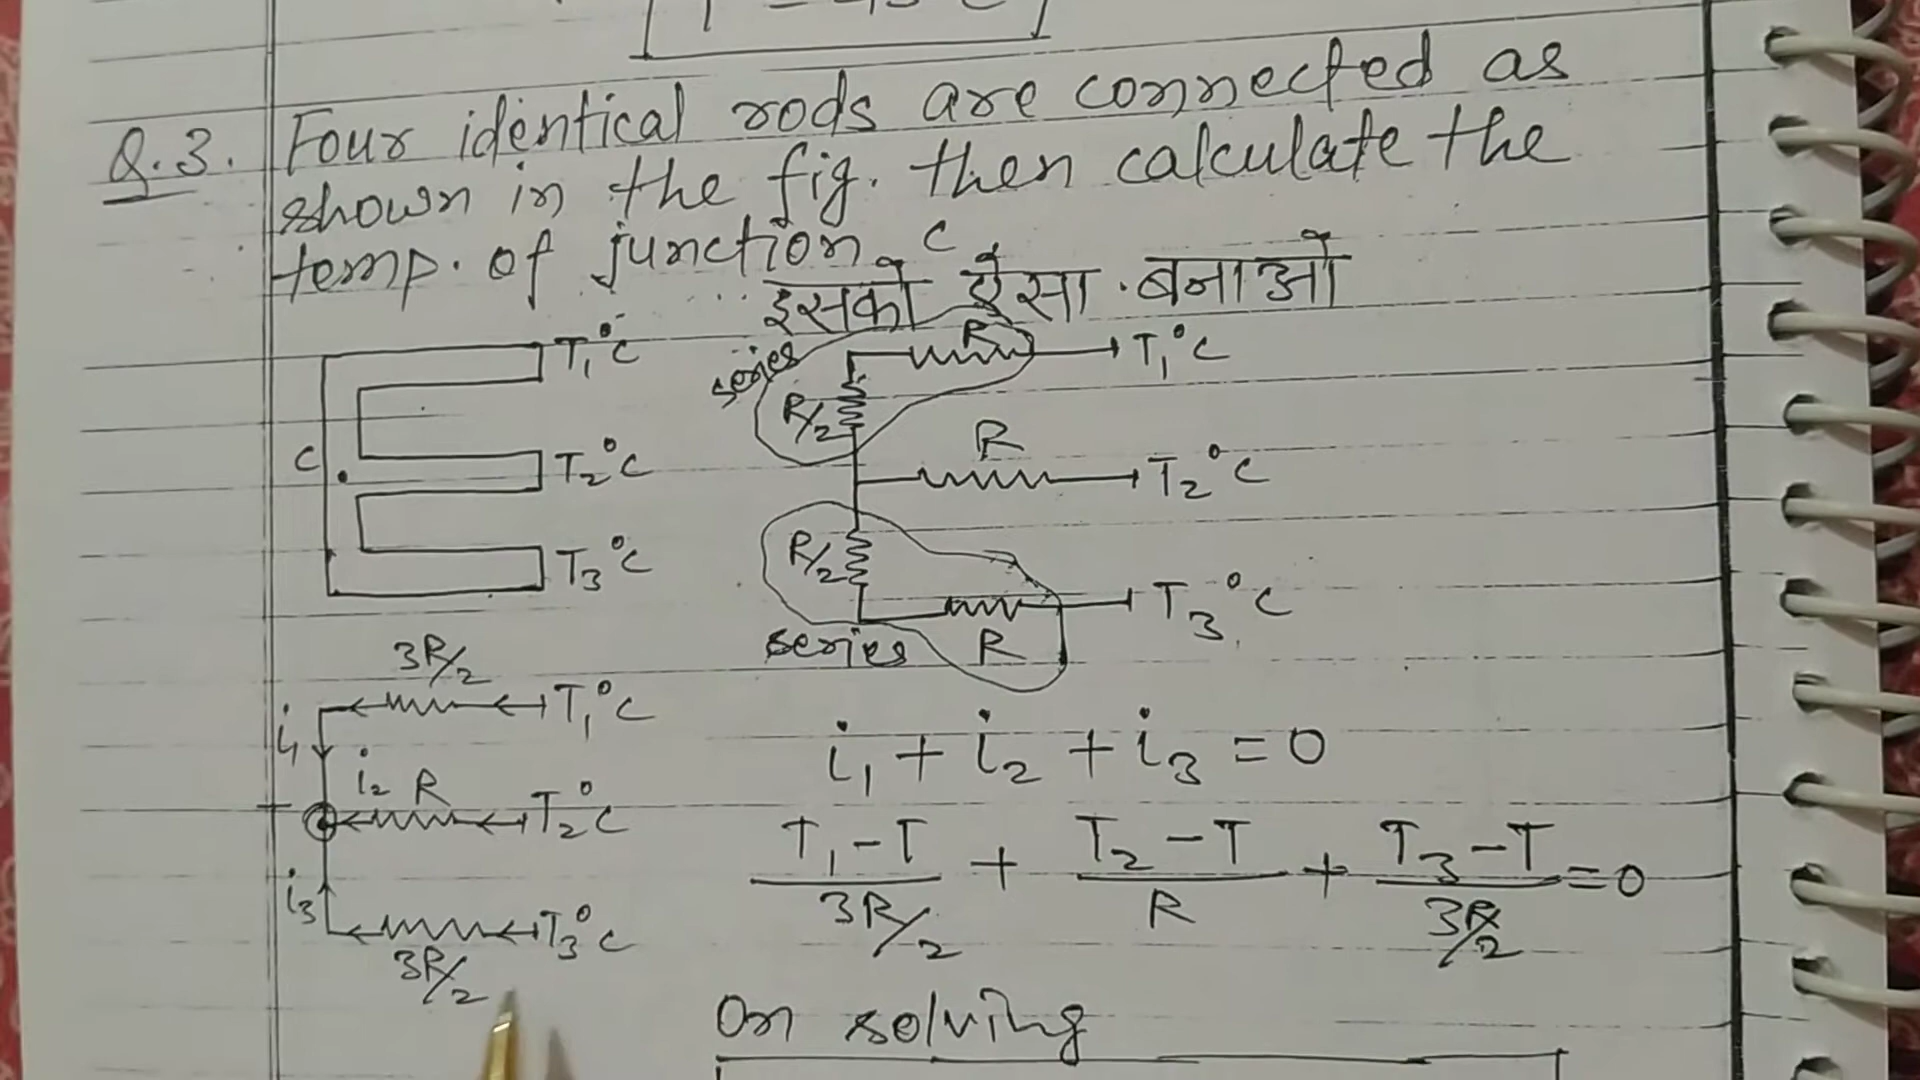 Q.3. Four identical rods are connected as
shown in the fig. then calculate the
temp. of junction C
इसको ऐसा बनाओ
T₁°C
C
T₂°C
T₃°C
series
R
T₁°C
R/2
R
T₂°C
R/2
T₃°C
series
R
3R/2
T₁°C
i₁
i₂ R
T₂°C
i₃
T₃°C
3R/2
i₁ + i₂ + i₃ = 0
T₁-T / 3R/2 + T₂-T / R + T₃-T / 3R/2 = 0
On solving